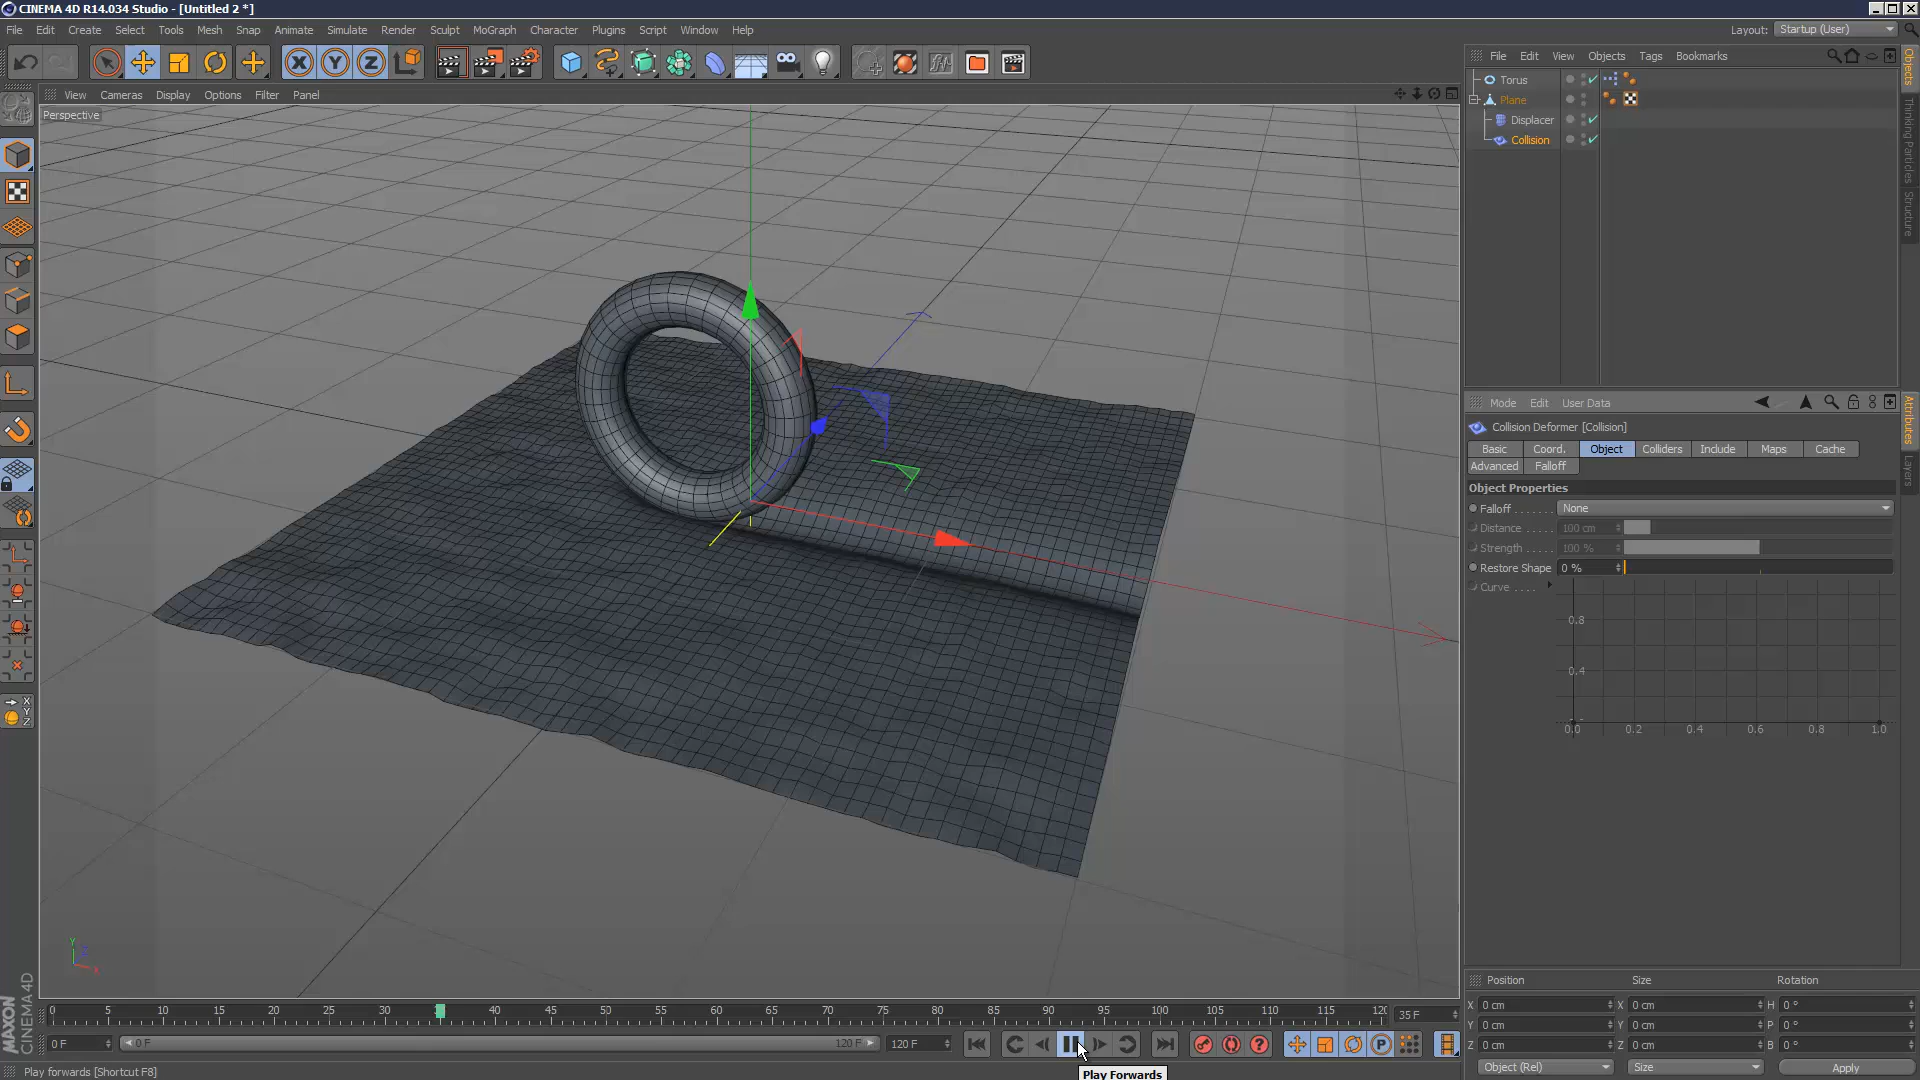 CINEMA 4D R14.034 Studio - [Untitled 2 *]
File Edit Create Select Tools Mesh Snap Animate Simulate Render Sculpt MoGraph Character Plugins Script Window Help
Layout: Startup (User)
X Y Z
View Cameras Display Options Filter Panel
Perspective
File Edit View Objects Tags Bookmarks
Torus
Plane
Displacer
Collision
Objects
Thinking Particles
Structure
Mode Edit User Data
Collision Deformer [Collision]
Basic Coord. Object Colliders Include Maps Cache
Advanced Falloff
Object Properties
Falloff . . . . . . . None
Distance . . . . . 100 cm
Strength . . . . . 100 %
Restore Shape 0 %
Curve . . . .
0.8
0.4
0.0 0.2 0.4 0.6 0.8 1.0
Attributes
Layers
Y
X
MAXON
CINEMA 4D
0 5 10 15 20 25 30 40 45 50 55 60 65 70 75 80 85 90 95 100 105 110 115 120
35 F
0 F 0 F 120 F 120 F
P
Play forwards [Shortcut F8]
Play Forwards
Position Size Rotation
X 0 cm X 0 cm H 0 °
Y 0 cm Y 0 cm P 0 °
Z 0 cm Z 0 cm B 0 °
Object (Rel) Size Apply